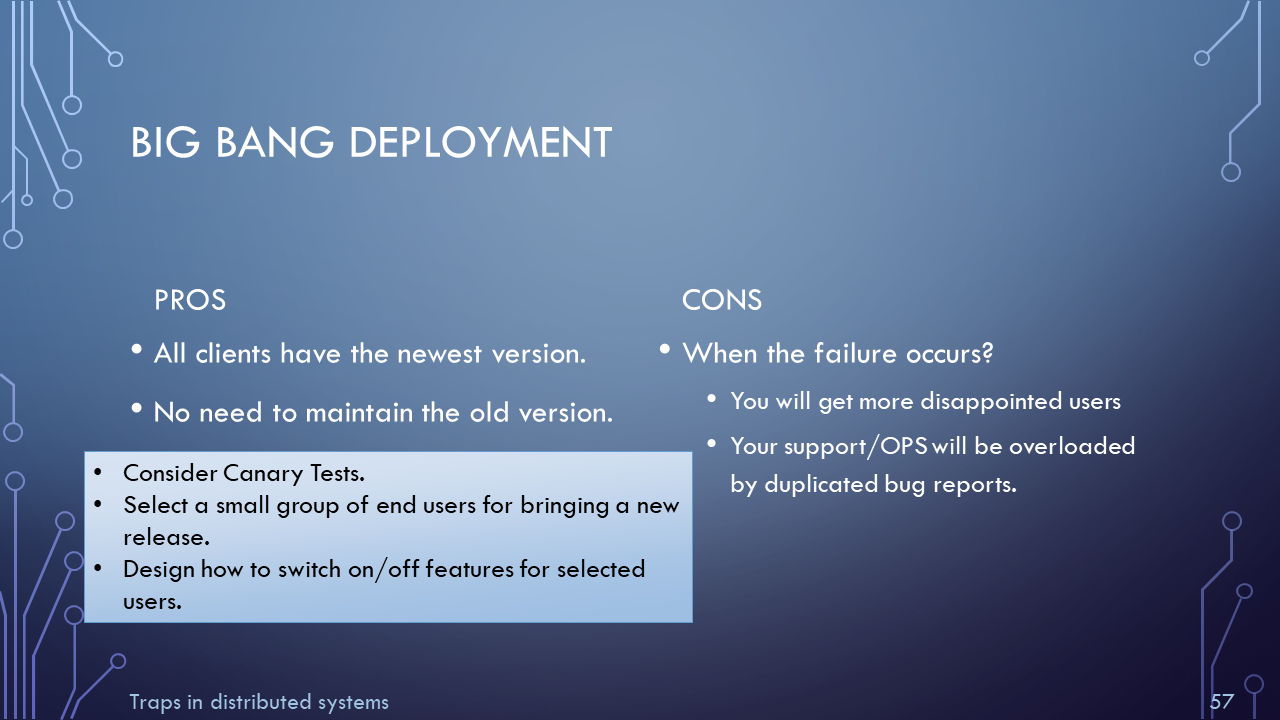 BIG BANG DEPLOYMENT
PROS
• All clients have the newest version.
• No need to maintain the old version.
• Consider Canary Tests.
• Select a small group of end users for bringing a new
release.
• Design how to switch on/off features for selected
users.
CONS
• When the failure occurs?
• You will get more disappointed users
• Your support/OPS will be overloaded
by duplicated bug reports.
Traps in distributed systems
57